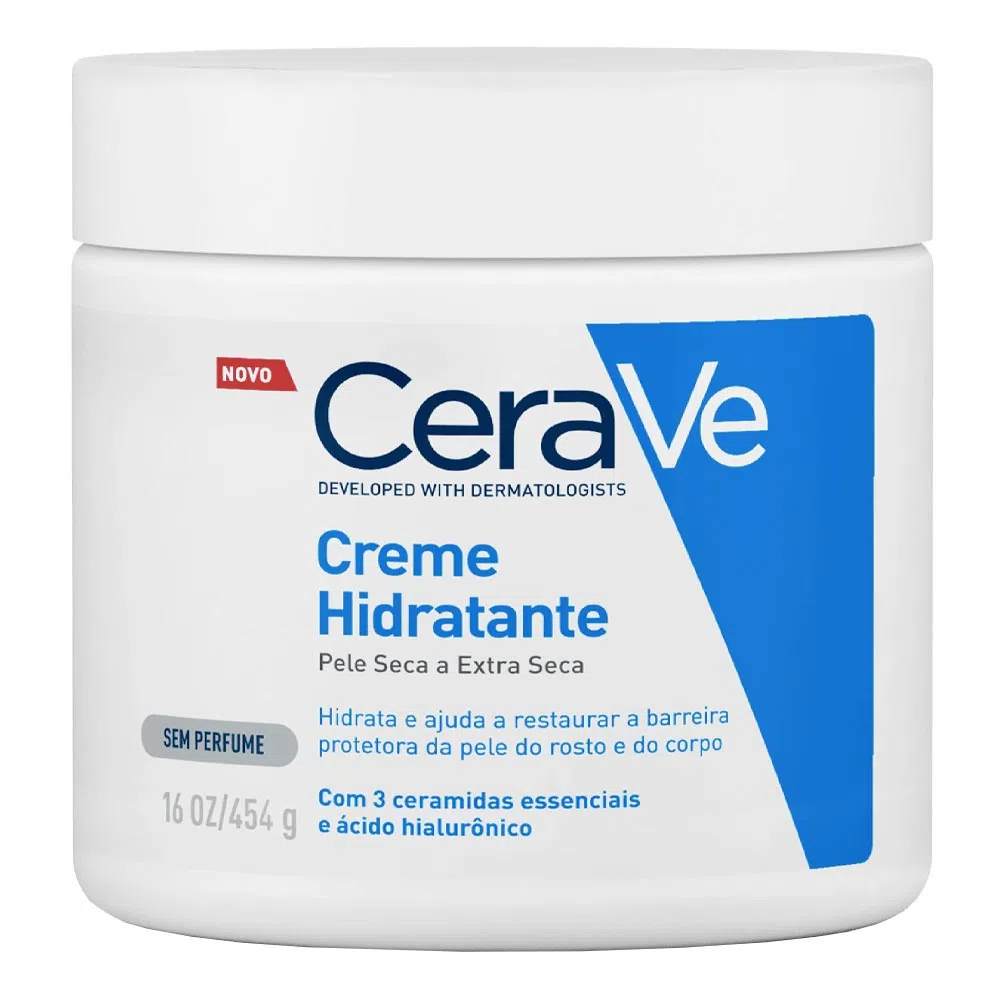 NOVO
CeraVe
DEVELOPED WITH DERMATOLOGISTS
Creme
Hidratante
Pele Seca a Extra Seca
Hidrata e ajuda a restaurar a barreira
protetora da pele do rosto e do corpo
SEM PERFUME
16 OZ/454 g
Com 3 ceramidas essenciais
e ácido hialurônico